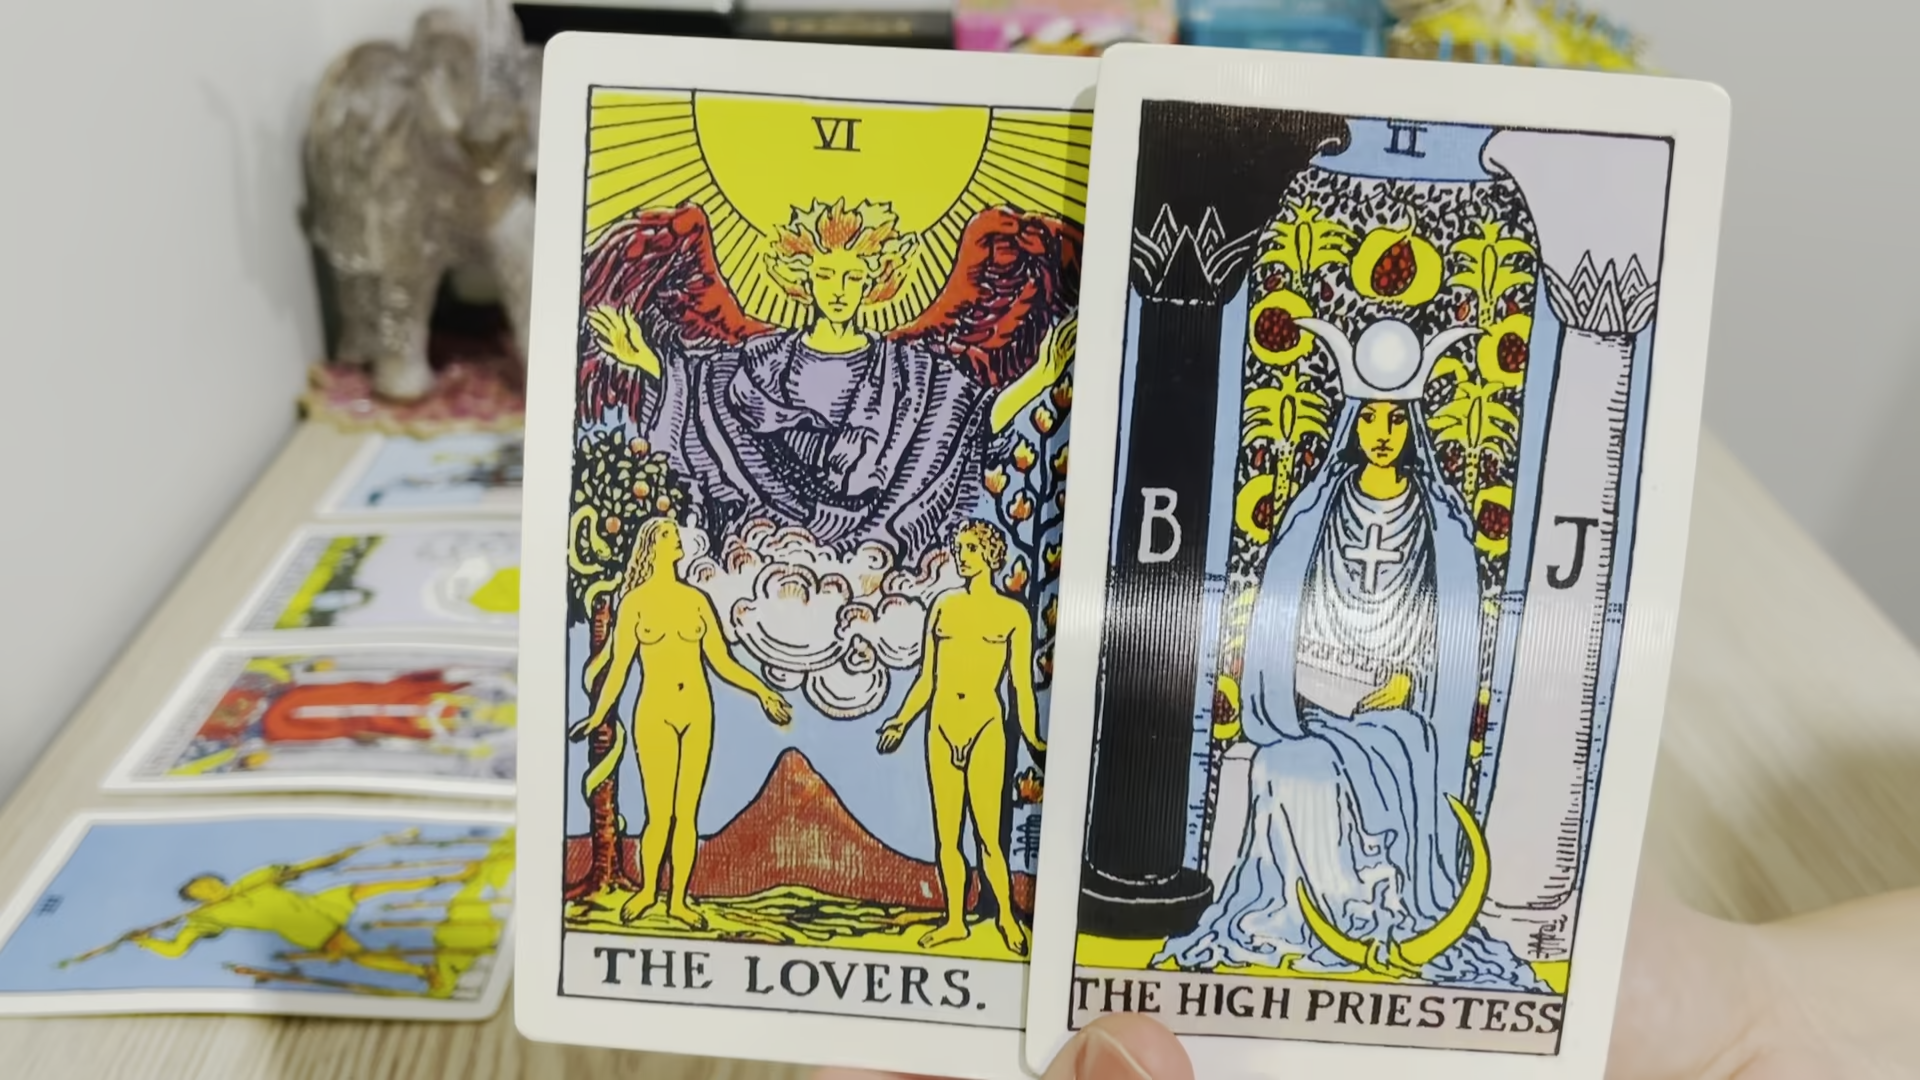 VI
THE LOVERS.
II
B
J
THE HIGH PRIESTESS